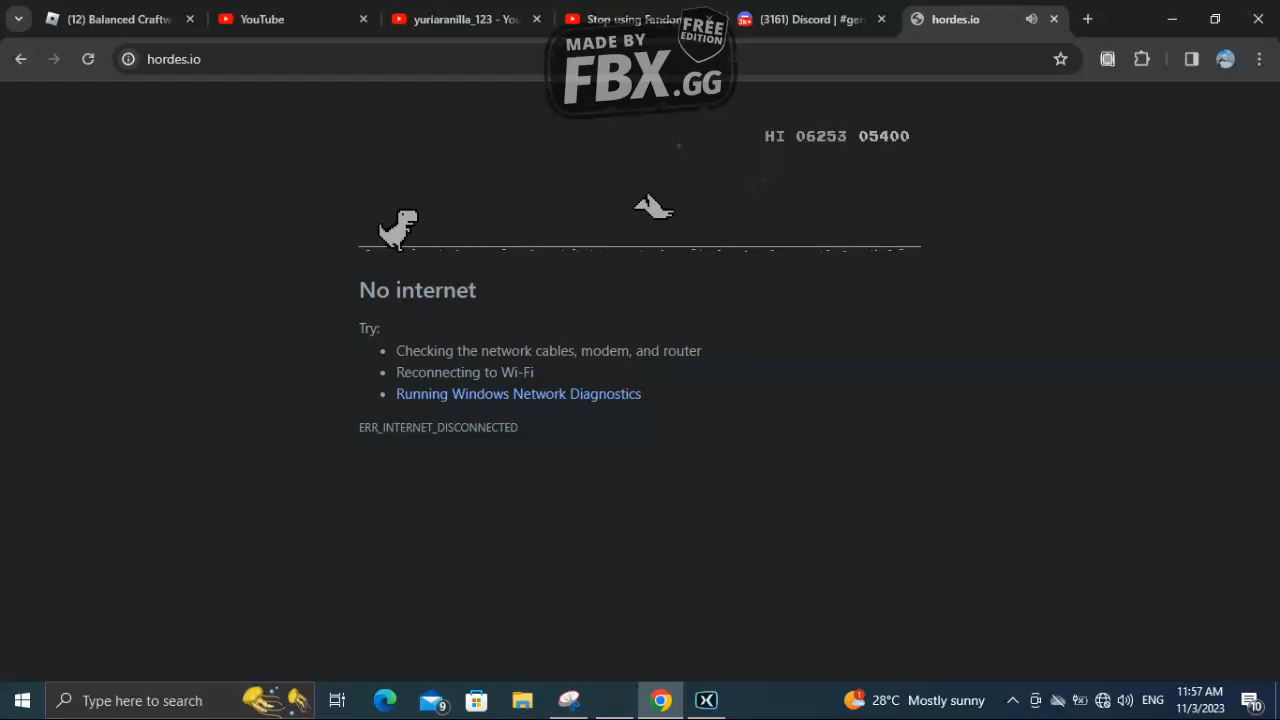 (12) Balanced Craftw
YouTube
yuriaranilla_123 - You
Stop using Fandom
3k+
(3161) Discord | #gen
hordes.io
hordes.io
MADE BY
FREE
EDITION
FBX.GG
HI 06253 05400
No internet
Try:
Checking the network cables, modem, and router
Reconnecting to Wi-Fi
Running Windows Network Diagnostics
ERR_INTERNET_DISCONNECTED
Type here to search
9
1
28°C Mostly sunny
ENG
11:57 AM
11/3/2023
10